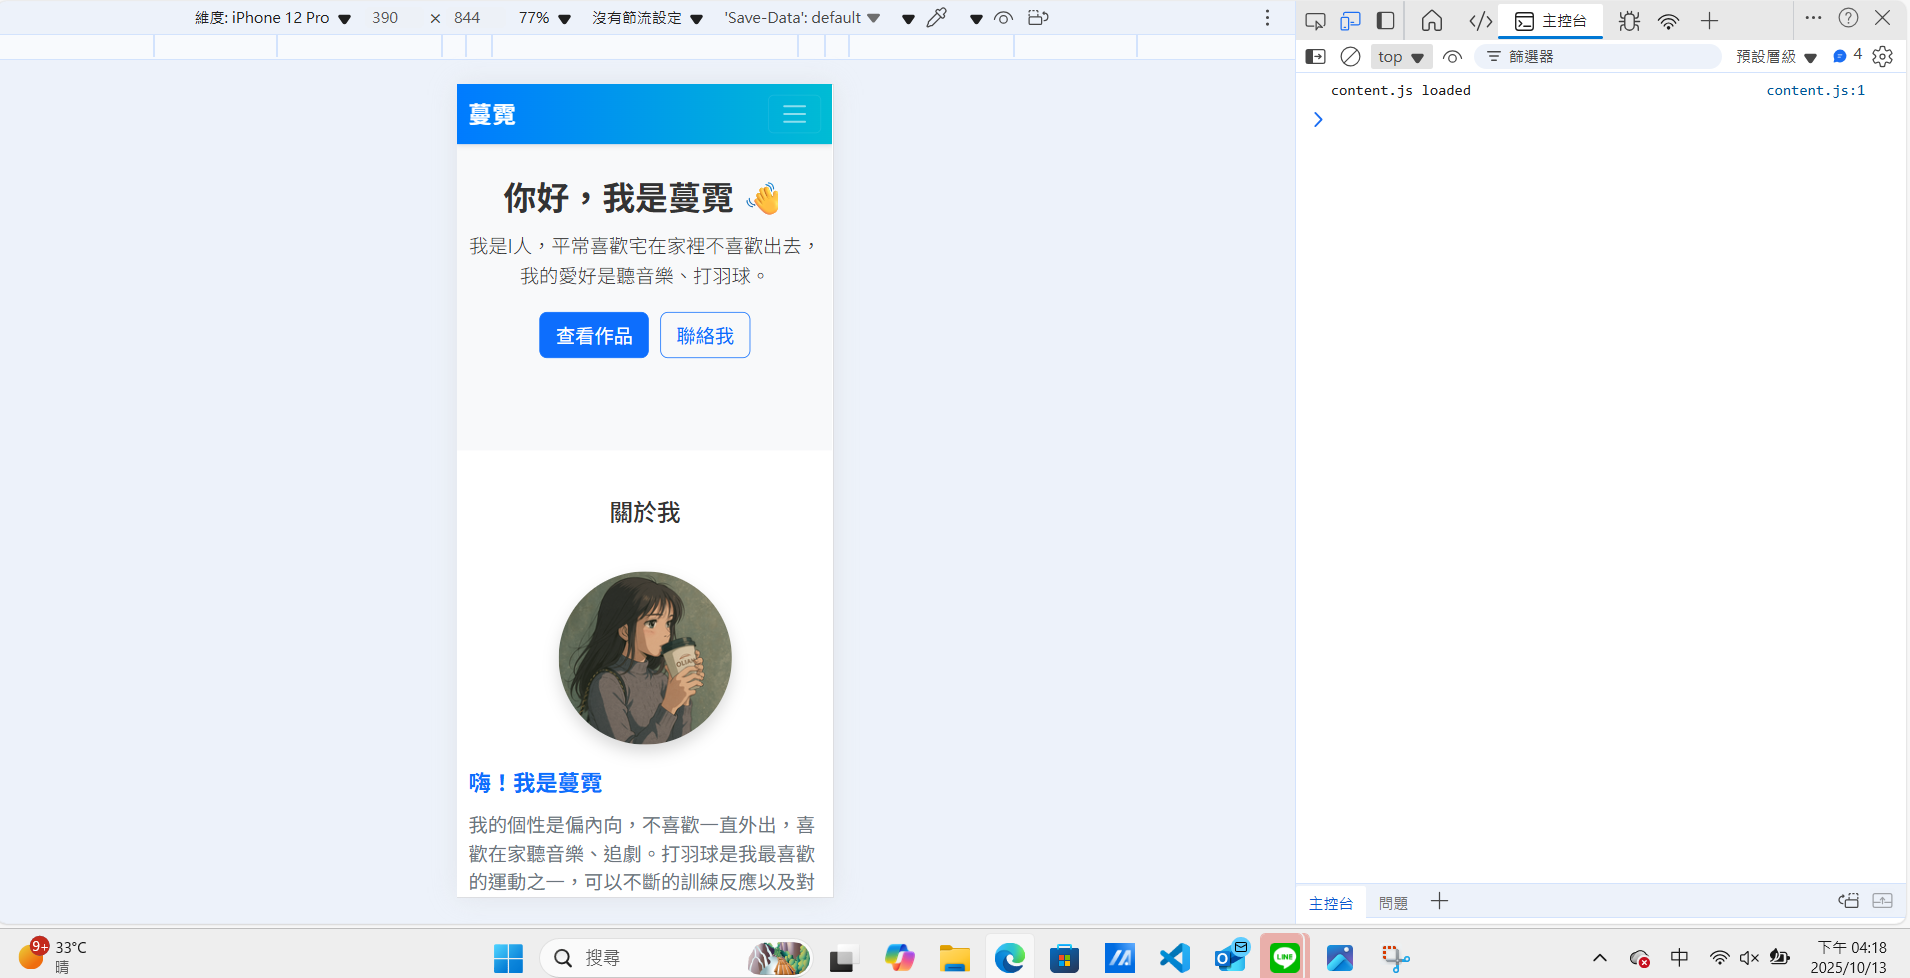 維度: iPhone 12 Pro ▼ 390 × 844 77% ▼ 沒有節流設定 ▼ 'Save-Data': default ▼
主控台
top ▼ 篩選器 預設層級 ▼ 4
content.js loaded content.js:1
蔓霓
你好，我是蔓霓 👋
我是I人，平常喜歡宅在家裡不喜歡出去，
我的愛好是聽音樂、打羽球。
查看作品 聯絡我
關於我
嗨！我是蔓霓
我的個性是偏內向，不喜歡一直外出，喜
歡在家聽音樂、追劇。打羽球是我最喜歡
的運動之一，可以不斷的訓練反應以及對
主控台 問題
9+ 33°C
晴
搜尋
LINE
中
下午 04:18
2025/10/13